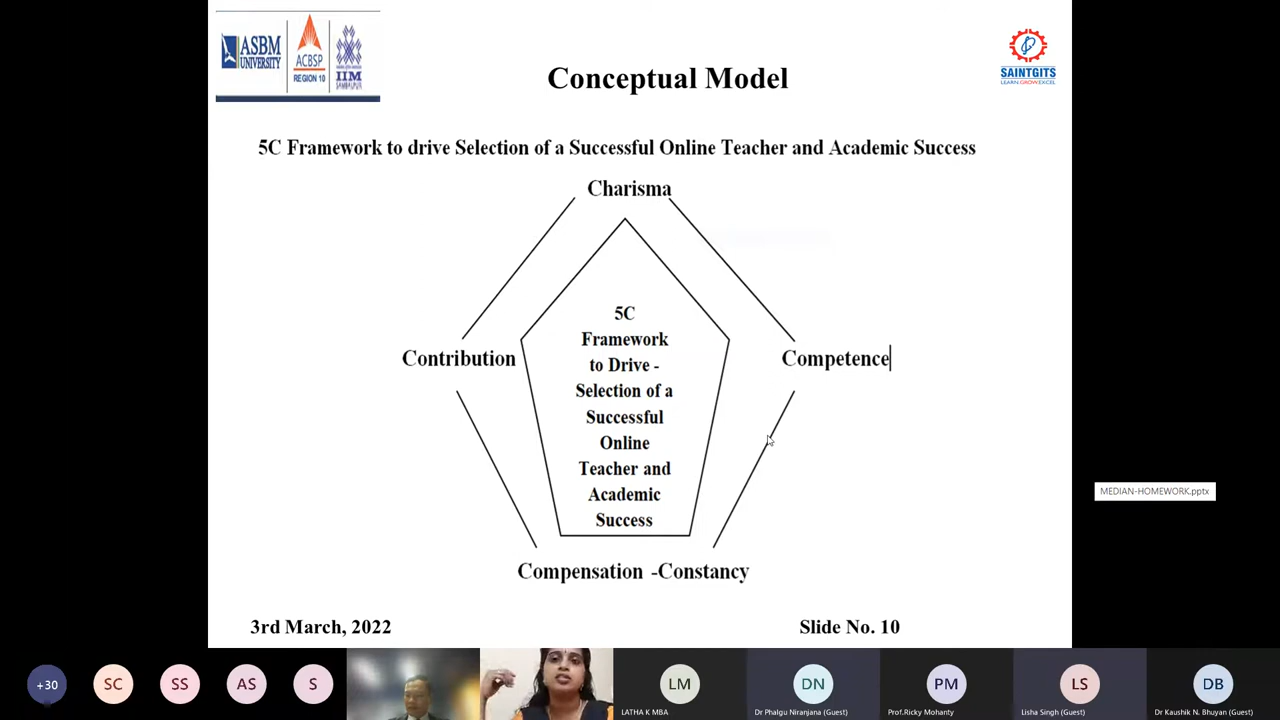 ASBM
UNIVERSITY
ACBSP
REGION 10
IIM
SAMBALPUR
Conceptual Model
SAINTGITS
LEARN.GROW.EXCEL
5C Framework to drive Selection of a Successful Online Teacher and Academic Success
Charisma
5C
Framework
to Drive -
Selection of a
Successful
Online
Teacher and
Academic
Success
Contribution
Competence
MEDIAN-HOMEWORK.pptx
Compensation -Constancy
3rd March, 2022
Slide No. 10
+30
SC
SS
AS
S
LM
DN
PM
LS
DB
LATHA K MBA
Dr Phalgu Niranjana (Guest)
Prof.Ricky Mohanty
Lisha Singh (Guest)
Dr Kaushik N. Bhuyan (Guest)